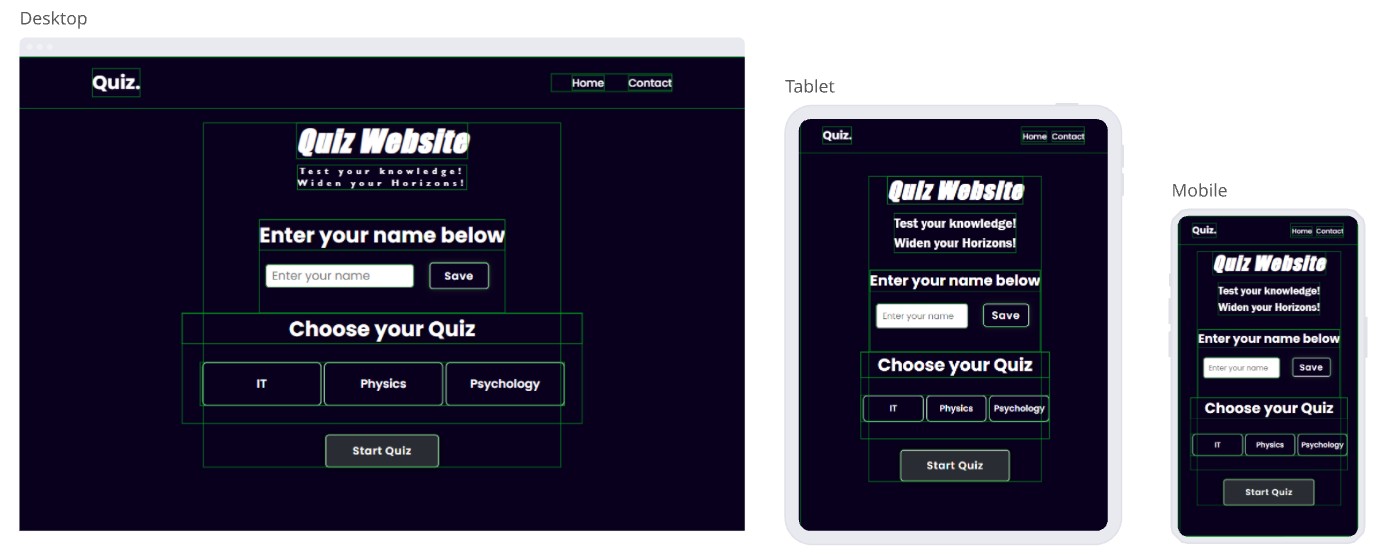 Desktop
Quiz.
Home
Contact
Quiz Website
Test your knowledge!
Widen your Horizons!
Enter your name below
Enter your name
Save
Choose your Quiz
IT
Physics
Psychology
Start Quiz
Tablet
Quiz.
Home
Contact
Quiz Website
Test your knowledge!
Widen your Horizons!
Enter your name below
Enter your name
Save
Choose your Quiz
IT
Physics
Psychology
Start Quiz
Mobile
Quiz.
Home
Contact
Quiz Website
Test your knowledge!
Widen your Horizons!
Enter your name below
Enter your name
Save
Choose your Quiz
IT
Physics
Psychology
Start Quiz